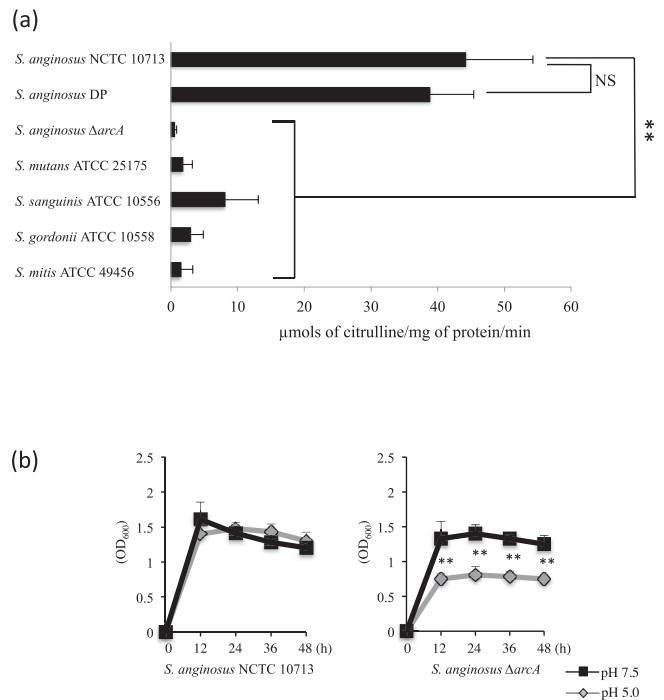 (a)
S. anginosus NCTC 10713
S. anginosus DP
S. anginosus ΔarcA
S. mutans ATCC 25175
S. sanguinis ATCC 10556
S. gordonii ATCC 10558
S. mitis ATCC 49456
NS
**
0 10 20 30 40 50 60
μmols of citrulline/mg of protein/min
(b)
2.5
2
1.5
1
0.5
0
(OD600)
0 12 24 36 48 (h)
S. anginosus NCTC 10713
2.5
2
1.5
1
0.5
0
(OD600)
** ** ** **
0 12 24 36 48 (h)
S. anginosus ΔarcA
pH 7.5
pH 5.0